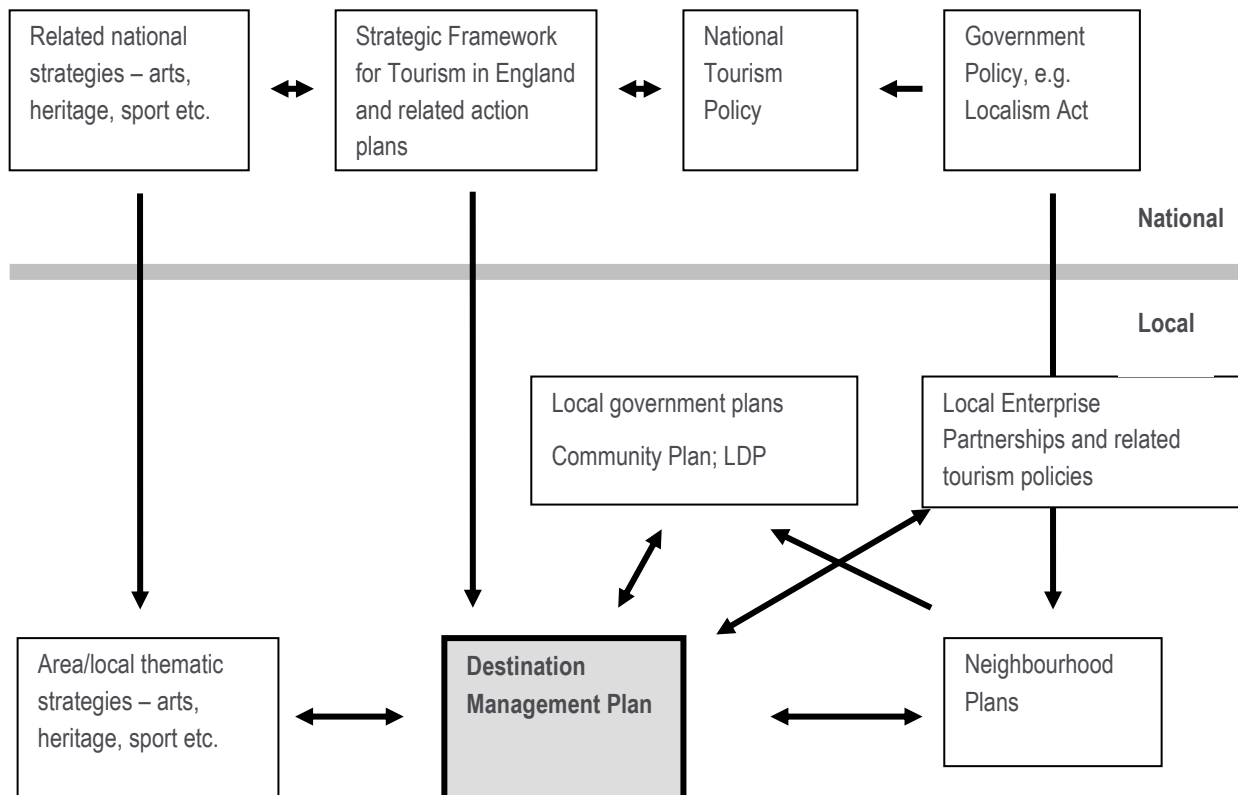 Related national
strategies – arts,
heritage, sport etc.
Strategic Framework
for Tourism in England
and related action
plans
National
Tourism
Policy
Government
Policy, e.g.
Localism Act
National
Local
Local government plans
Community Plan; LDP
Local Enterprise
Partnerships and related
tourism policies
Area/local thematic
strategies – arts,
heritage, sport etc.
Destination
Management Plan
Neighbourhood
Plans